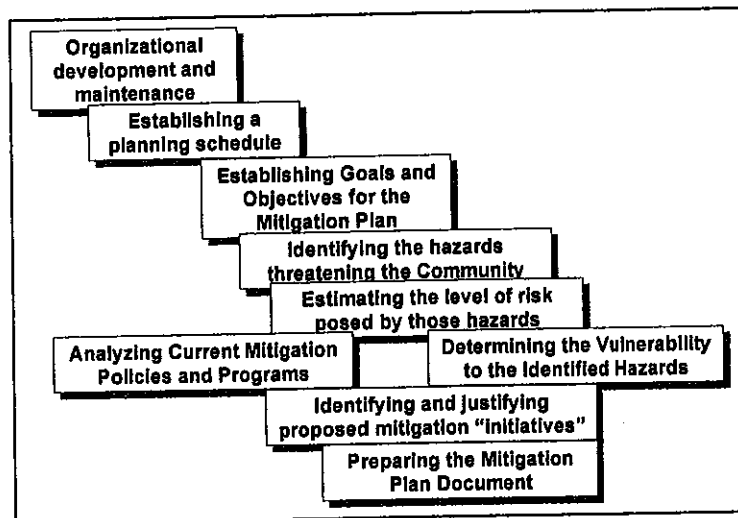 Organizational
development and
maintenance
Establishing a
planning schedule
Establishing Goals and
Objectives for the
Mitigation Plan
Identifying the hazards
threatening the Community
Estimating the level of risk
posed by those hazards
Analyzing Current Mitigation
Policies and Programs
Determining the Vulnerability
to the Identified Hazards
Identifying and justifying
proposed mitigation “initiatives”
Preparing the Mitigation
Plan Document